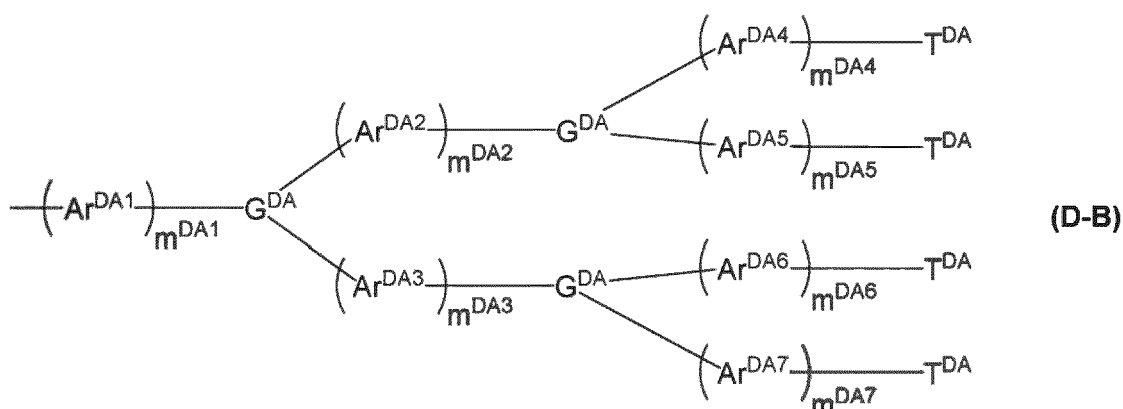 (Ar^DA4)m^DA4 T^DA
(Ar^DA2)m^DA2 G^DA (Ar^DA5)m^DA5 T^DA
(Ar^DA1)m^DA1 G^DA (D-B)
(Ar^DA3)m^DA3 G^DA (Ar^DA6)m^DA6 T^DA
(Ar^DA7)m^DA7 T^DA